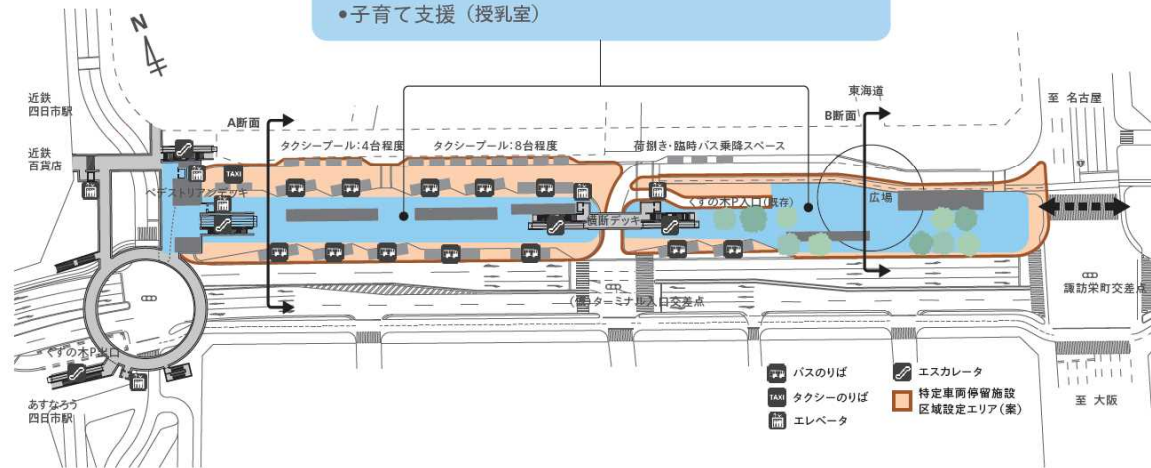 •子育て支援（授乳室）
N
近鉄
四日市駅
近鉄
百貨店
A断面
タクシープール：4台程度
タクシープール：8台程度
荷捌き・臨時バス乗降スペース
東海道
B断面
至 名古屋
TAXI
ペデストリアンデッキ
横断デッキ
くすの木P入口（既存）
広場
(仮)ターミナル入口交差点
諏訪栄町交差点
くすの木P出口
あすなろう
四日市駅
バスのりば
TAXI タクシーのりば
エレベータ
エスカレータ
特定車両停留施設
区域設定エリア（案）
至 大阪